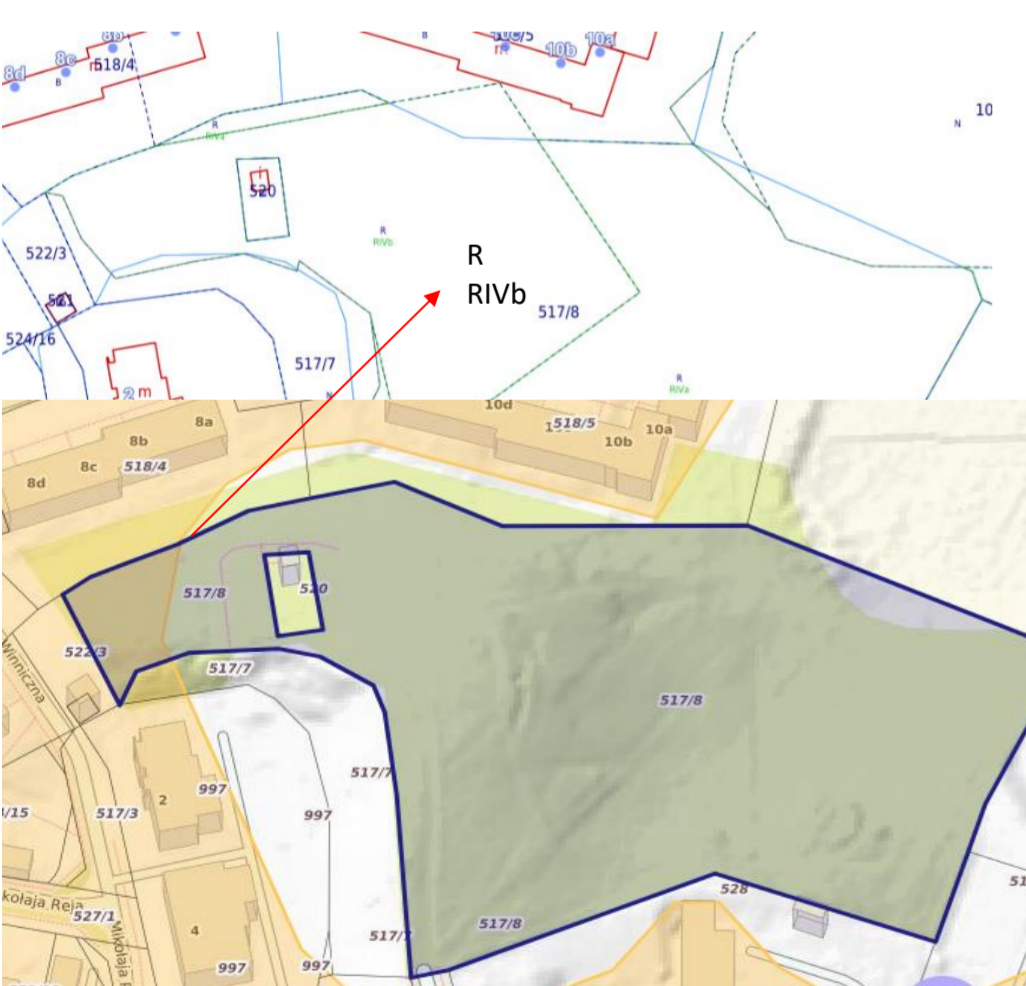 8d
8c
8b
518/4
B
m
B
m
10b
10a
R
RIVa
520
R
RIVb
R
RIVb
517/8
522/3
524/16
517/7
N
2
m
R
RIVa
N
10
8d
8c
8b
8a
518/4
10d
518/5
10b
10a
517/8
520
522/3
517/7
Winniczna
517/8
517/7
/15
517/3
2
997
997
528
51
kołaja Reja
527/1
Mikołaja R
4
517/8
517/7
997
997